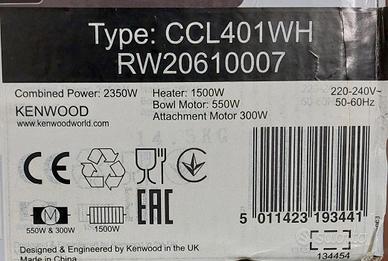 Type: CCL401WH
RW20610007
Combined Power: 2350W
Heater: 1500W
Bowl Motor: 550W
Attachment Motor 300W
220-240V~
50-60Hz
KENWOOD
www.kenwoodworld.com
CE
EAC
M
550W & 300W
1500W
5 011423 193441
Designed & Engineered by Kenwood in the UK
Made in China
134454